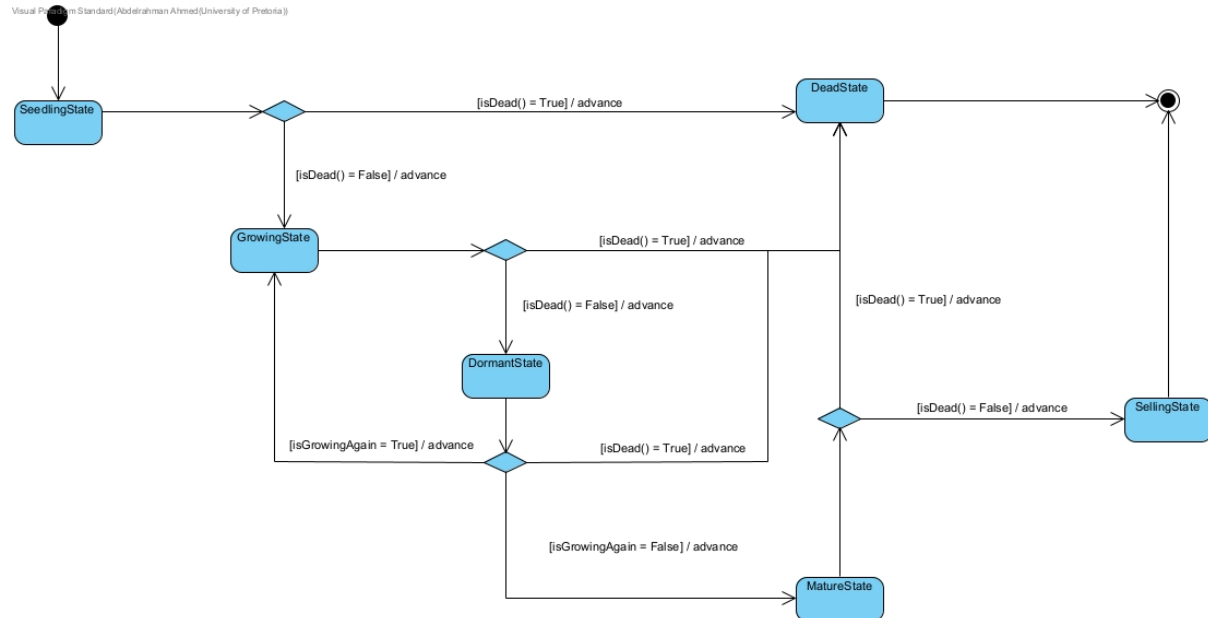 Visual Paradigm Standard(Abdelrahman Ahmed(University of Pretoria))
DeadState
SeedlingState
[isDead() = True] / advance
[isDead() = False] / advance
GrowingState
[isDead() = True] / advance
[isDead() = False] / advance
[isDead() = True] / advance
DormantState
SellingState
[isDead() = False] / advance
[isGrowingAgain = True] / advance
[isDead() = True] / advance
[isGrowingAgain = False] / advance
MatureState